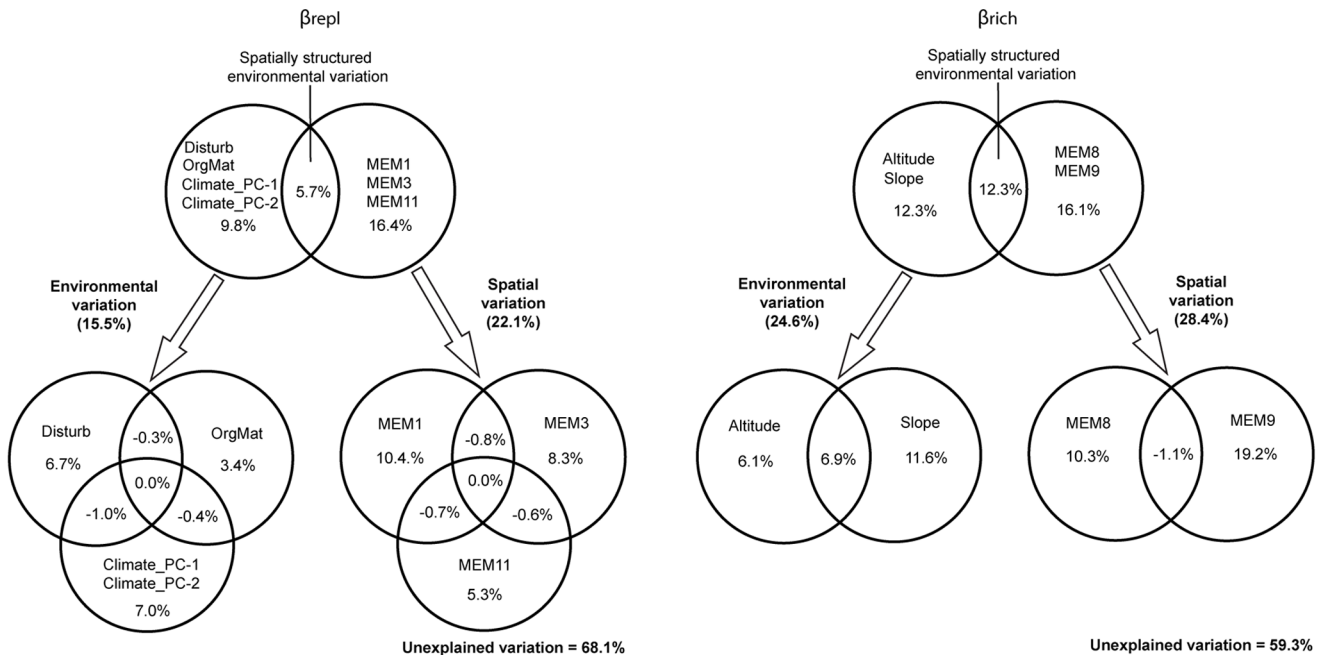 βrepl
Spatially structured
environmental variation
Disturb
OrgMat
Climate_PC-1
Climate_PC-2
9.8%
5.7%
MEM1
MEM3
MEM11
16.4%
Environmental
variation
(15.5%)
Spatial
variation
(22.1%)
Disturb
6.7%
-0.3%
OrgMat
3.4%
0.0%
-1.0%
-0.4%
Climate_PC-1
Climate_PC-2
7.0%
MEM1
10.4.%
-0.8%
MEM3
8.3%
0.0%
-0.7%
-0.6%
MEM11
5.3%
Unexplained variation = 68.1%
βrich
Spatially structured
environmental variation
Altitude
Slope
12.3%
12.3%
MEM8
MEM9
16.1%
Environmental
variation
(24.6%)
Spatial
variation
(28.4%)
Altitude
6.1%
6.9%
Slope
11.6%
MEM8
10.3%
-1.1%
MEM9
19.2%
Unexplained variation = 59.3%